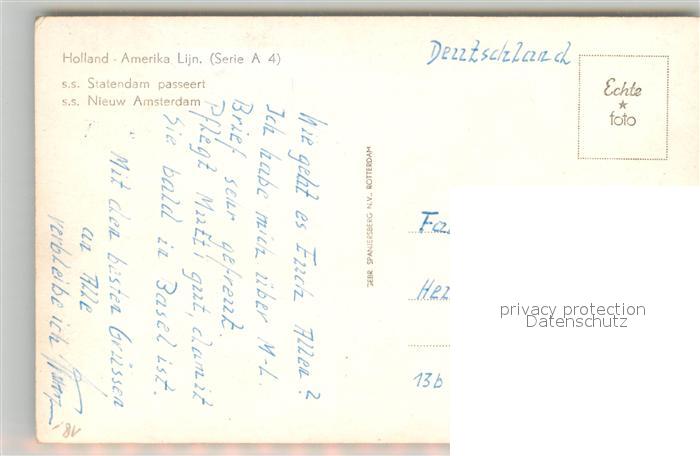 Holland - Amerika Lijn. (Serie A 4)
s.s. Statendam passeert
s.s. Nieuw Amsterdam
Wie geht es Euch Allen?
Ich habe mich über M-L.
Brief sehr gefreut.
Pflegt Mutti gut, damit
Sie bald in Basel ist.
Mit den besten Grüssen
an Alle
verbleibe ich
GEBR. SPANJERSBERG N.V., ROTTERDAM
Deutschland
Echte
★
foto
Fa
Her
13b
privacy protection
Datenschutz